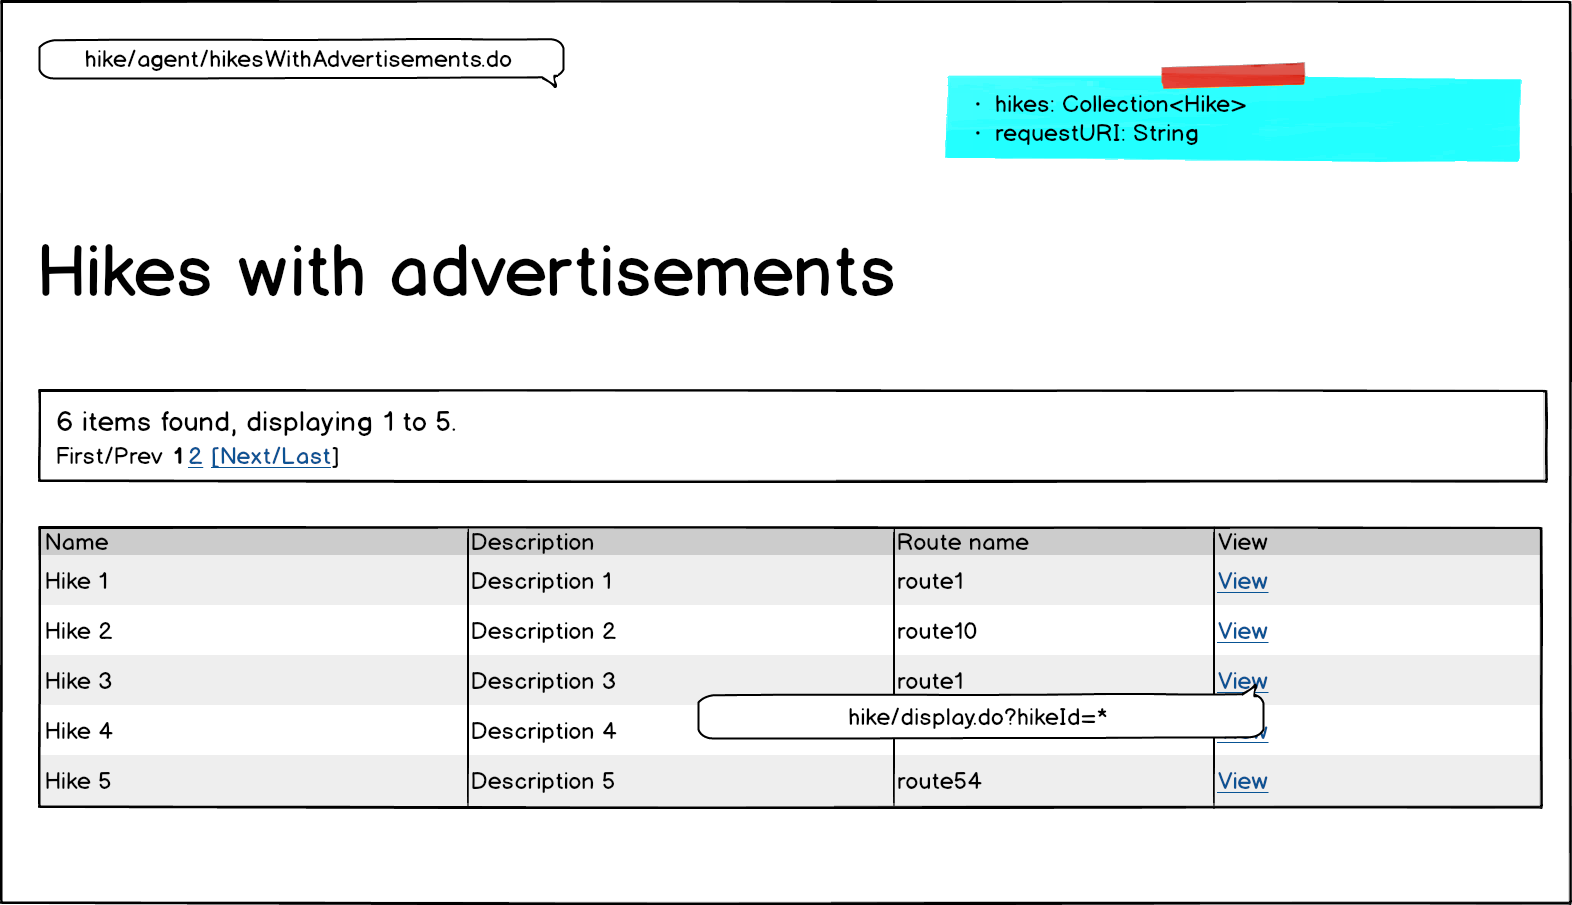 hike/agent/hikesWithAdvertisements.do
· hikes: Collection<Hike>
· requestURI: String
Hikes with advertisements
6 items found, displaying 1 to 5.
First/Prev 1 2 [Next/Last]
Name Description Route name View
Hike 1 Description 1 route1 View
Hike 2 Description 2 route10 View
Hike 3 Description 3 route1 View
hike/display.do?hikeId=*
Hike 4 Description 4
Hike 5 Description 5 route54 View